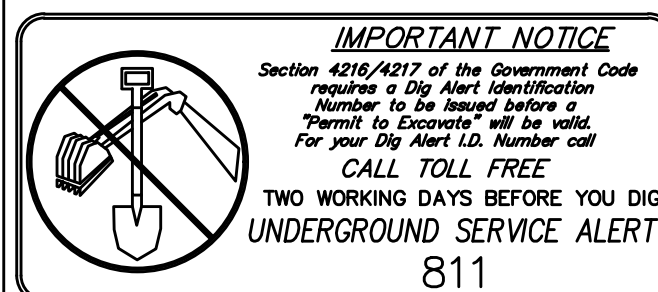 IMPORTANT NOTICE
Section 4216/4217 of the Government Code
requires a Dig Alert Identification
Number to be issued before a
"Permit to Excavate" will be valid.
For your Dig Alert I.D. Number call
CALL TOLL FREE
TWO WORKING DAYS BEFORE YOU DIG
UNDERGROUND SERVICE ALERT
811